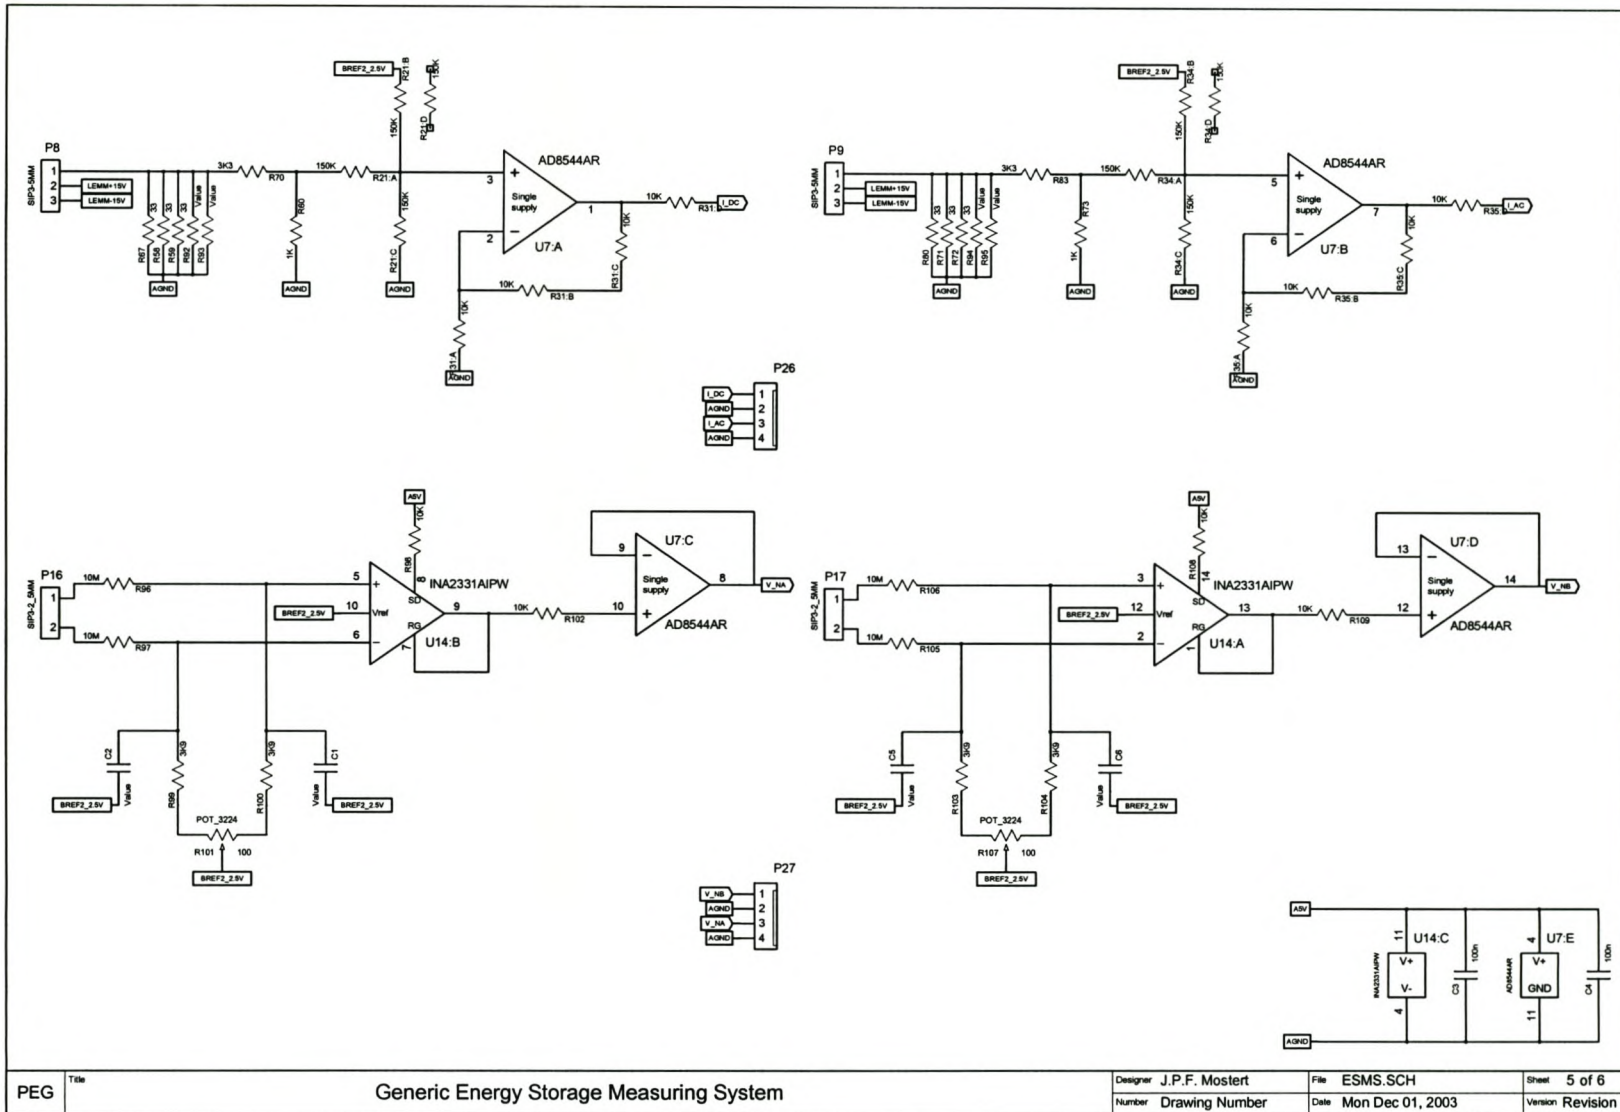 BREF2_2.5V
R21:B
150K
150K
R21:D
P8
SIP3-5MM
1
2
3
LEMM+15V
LEMM-15V
3K3
R70
150K
R21:A
33
33
33
Value
Value
R67
R58
R59
R92
R93
AGND
R60
1K
AGND
150K
R21:C
AGND
AD8544AR
3
+
Single
supply
1
2
−
U7:A
10K
R31:D
I_DC
10K
R31:C
10K
R31:B
10K
R31:A
AGND
BREF2_2.5V
R34:B
150K
150K
R34:D
P9
SIP3-5MM
1
2
3
LEMM+15V
LEMM-15V
3K3
R83
150K
R34:A
33
33
33
Value
Value
R80
R71
R72
R94
R95
AGND
R73
1K
AGND
150K
R34:C
AGND
AD8544AR
5
+
Single
supply
7
6
−
U7:B
10K
R35:D
I_AC
10K
R35:C
10K
R35:B
10K
R35:A
AGND
P26
I_DC 1
AGND 2
I_AC 3
AGND 4
A5V
10K
R98
8
P16
SIP3-2_5MM
1
2
10M
R96
10M
R97
5
+
INA2331AIPW
SD
BREF2_2.5V
10
Vref
9
6
−
RG
7
U14:B
10K
R102
U7:C
9
−
Single
supply
8
10
+
AD8544AR
V_NA
C2
Value
BREF2_2.5V
3K9
R99
3K9
R100
C1
Value
BREF2_2.5V
POT_3224
R101
100
BREF2_2.5V
A5V
10K
R108
14
P17
SIP3-2_5MM
1
2
10M
R106
10M
R105
3
+
INA2331AIPW
SD
BREF2_2.5V
12
Vref
13
2
−
RG
1
U14:A
10K
R109
U7:D
13
−
Single
supply
14
12
+
AD8544AR
V_NB
C5
Value
BREF2_2.5V
3K9
R103
3K9
R104
C6
Value
BREF2_2.5V
POT_3224
R107
100
BREF2_2.5V
P27
V_NB 1
AGND 2
V_NA 3
AGND 4
A5V
11
U14:C
INA2331AIPW
V+
V-
4
100n
C3
4
U7:E
AD8544AR
V+
GND
11
100n
C4
AGND
PEG
Title
Generic Energy Storage Measuring System
Designer J.P.F. Mostert
File ESMS.SCH
Sheet 5 of 6
Number Drawing Number
Date Mon Dec 01, 2003
Version Revision